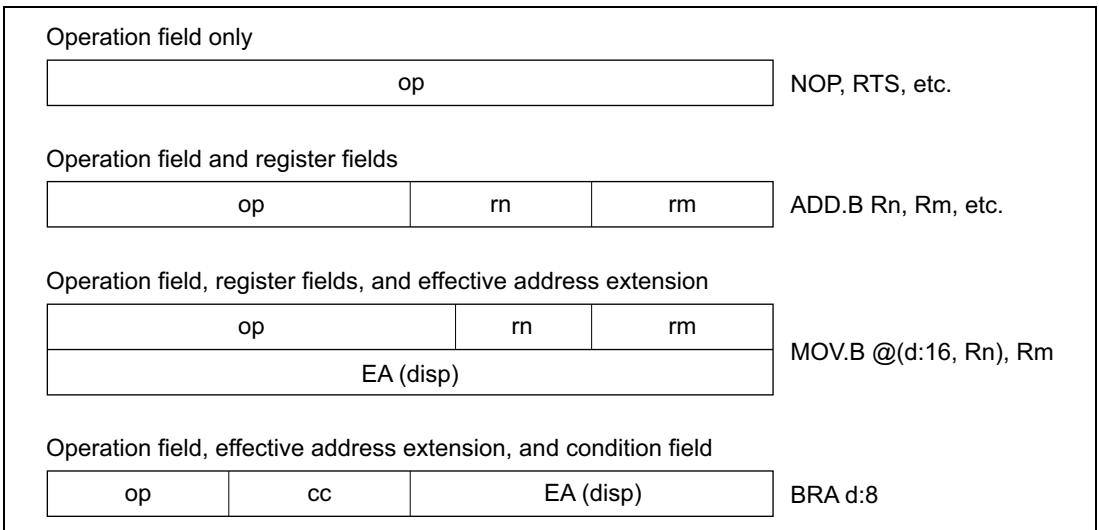 Operation field only
op
NOP, RTS, etc.
Operation field and register fields
op rn rm
ADD.B Rn, Rm, etc.
Operation field, register fields, and effective address extension
op rn rm
EA (disp)
MOV.B @(d:16, Rn), Rm
Operation field, effective address extension, and condition field
op cc EA (disp)
BRA d:8